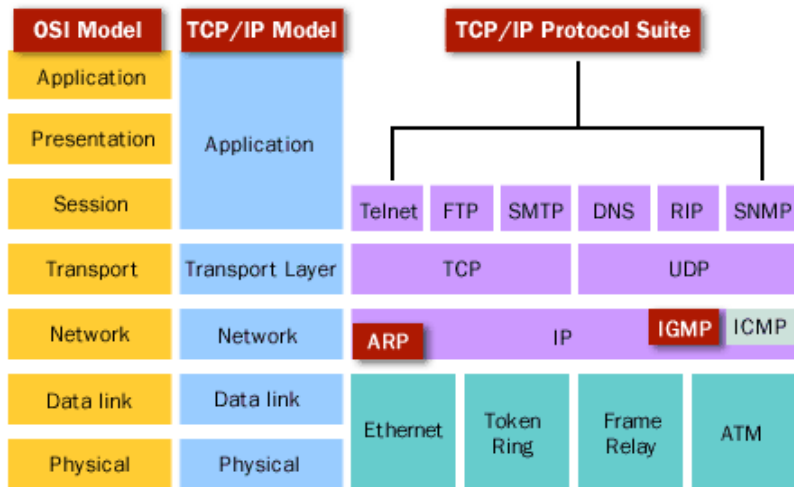 OSI Model
TCP/IP Model
TCP/IP Protocol Suite
Application
Presentation
Session
Application
Telnet
FTP
SMTP
DNS
RIP
SNMP
Transport
Transport Layer
TCP
UDP
Network
Network
ARP
IP
IGMP
ICMP
Data link
Data link
Physical
Physical
Ethernet
Token
Ring
Frame
Relay
ATM